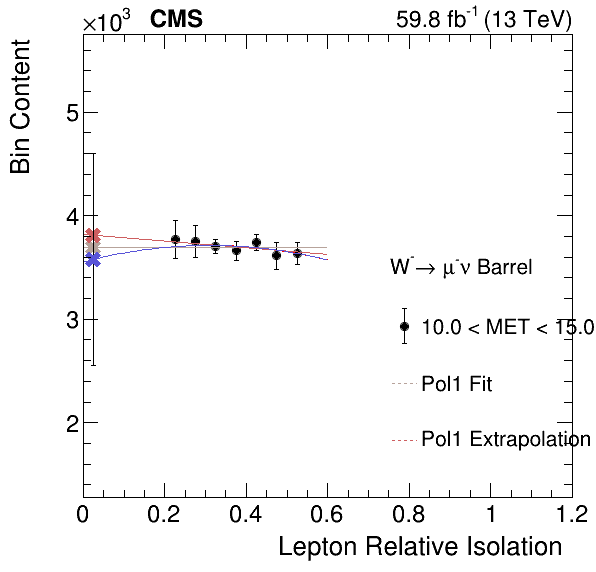 ×10³ CMS 59.8 fb⁻¹ (13 TeV)
Bin Content
5
4
3
2
W⁻→ μ⁻ν Barrel
10.0 < MET < 15.0
Pol1 Fit
Pol1 Extrapolation
0 0.2 0.4 0.6 0.8 1 1.2
Lepton Relative Isolation